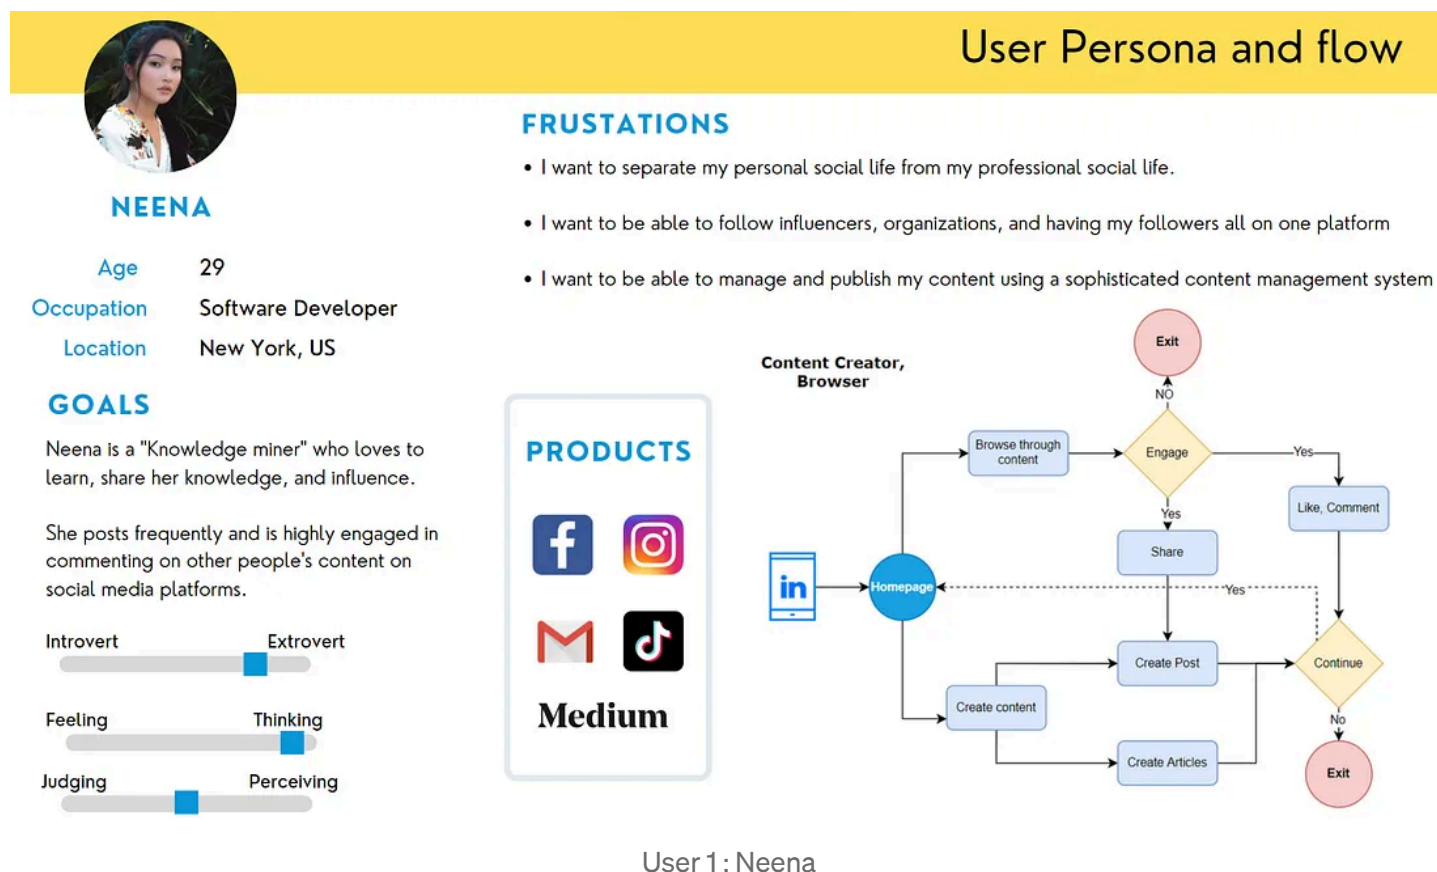 User Persona and flow
NEENA
Age 29
Occupation Software Developer
Location New York, US
GOALS
Neena is a "Knowledge miner" who loves to
learn, share her knowledge, and influence.
She posts frequently and is highly engaged in
commenting on other people's content on
social media platforms.
Introvert Extrovert
Feeling Thinking
Judging Perceiving
FRUSTATIONS
• I want to separate my personal social life from my professional social life.
• I want to be able to follow influencers, organizations, and having my followers all on one platform
• I want to be able to manage and publish my content using a sophisticated content management system
PRODUCTS
f
M
Medium
Content Creator,
Browser
in
Homepage
Browse through
content
Engage
NO
Exit
Yes
Like, Comment
Yes
Share
Yes
Create content
Create Post
Create Articles
Continue
No
Exit
User 1: Neena